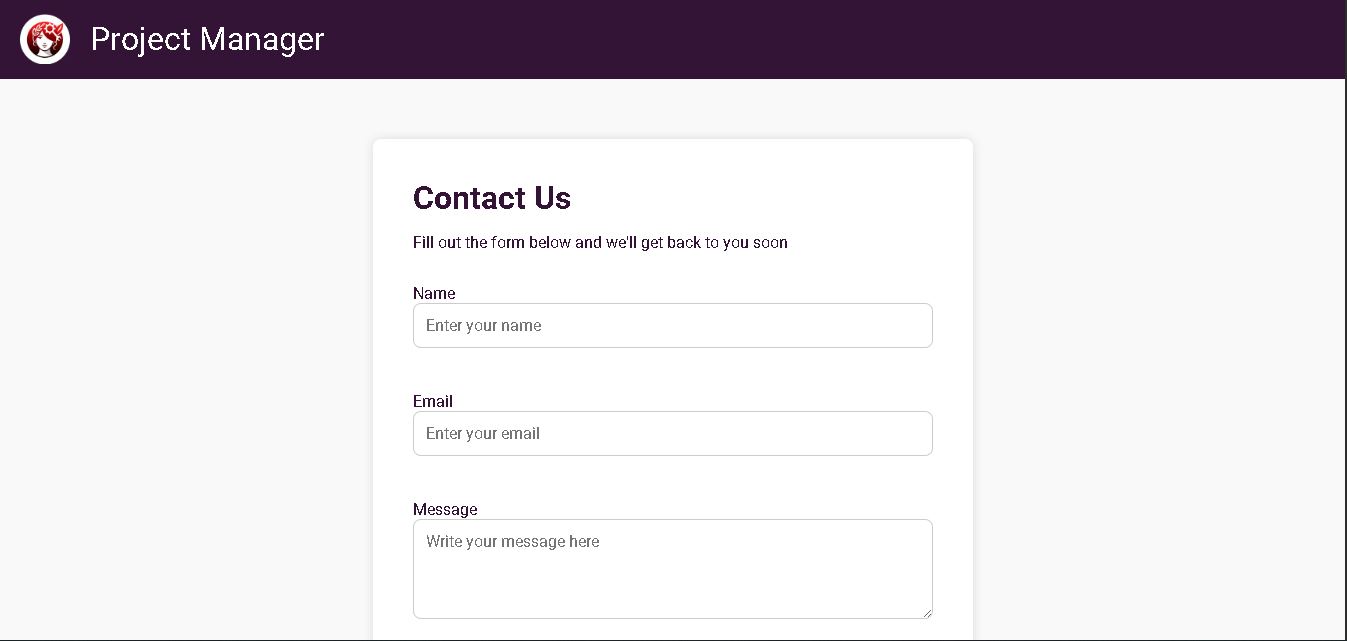 Project Manager
Contact Us
Fill out the form below and we'll get back to you soon
Name
Enter your name
Email
Enter your email
Message
Write your message here